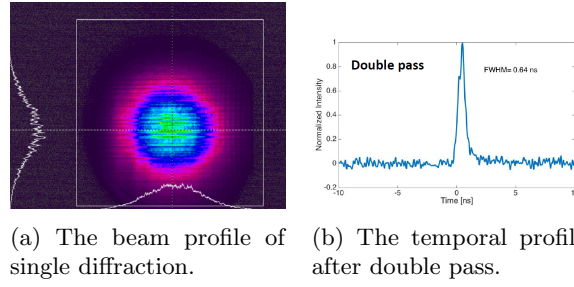 Double pass
FWHM= 0.64 ns
Normalized Intensity
1
0.8
0.6
0.4
0.2
0
-0.2
-10
-5
0
5
10
Time [ns]
(a) The beam profile of
single diffraction.
(b) The temporal profil
after double pass.